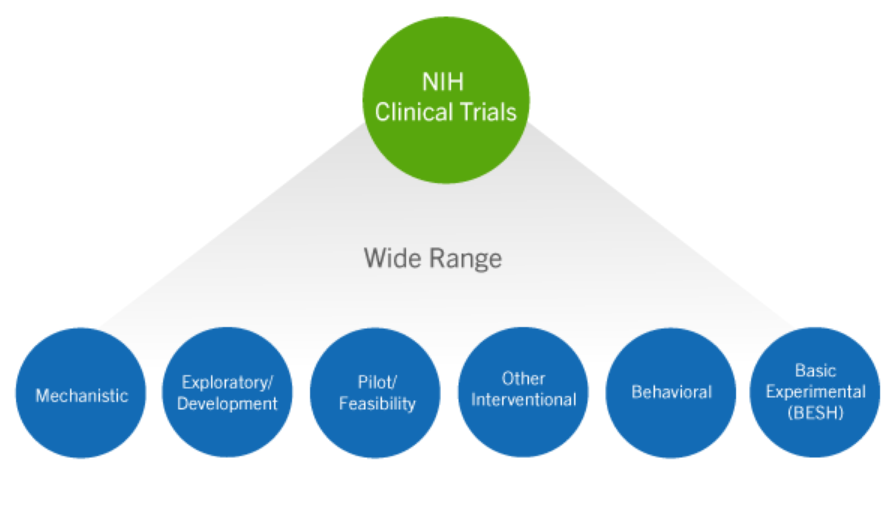 NIH
Clinical Trials
Wide Range
Mechanistic
Exploratory/
Development
Pilot/
Feasibility
Other
Interventional
Behavioral
Basic
Experimental
(BESH)